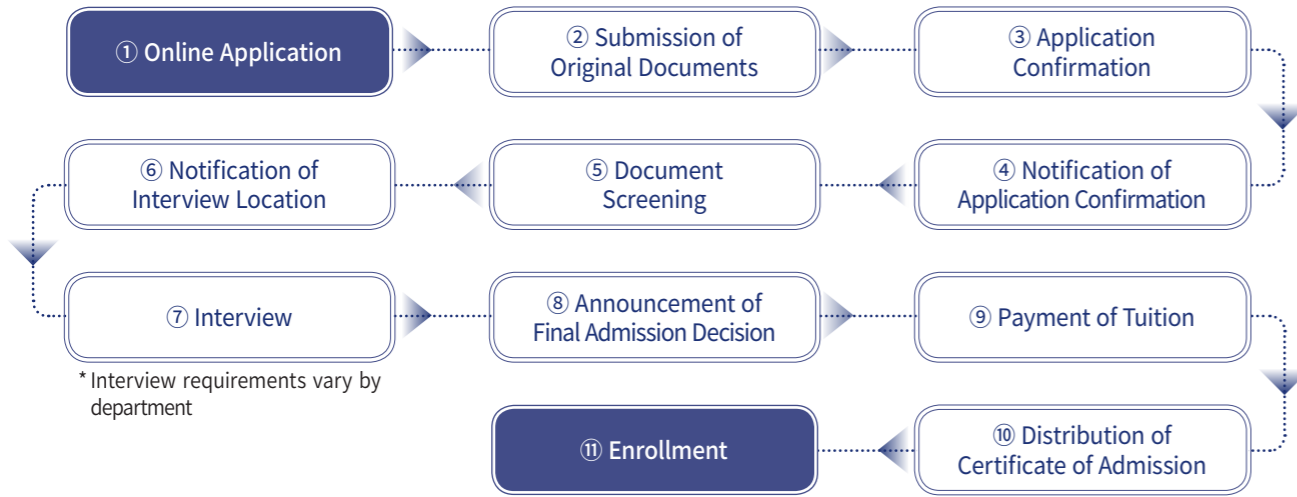 ① Online Application
② Submission of
Original Documents
③ Application
Confirmation
④ Notification of
Application Confirmation
⑤ Document
Screening
⑥ Notification of
Interview Location
⑦ Interview
* Interview requirements vary by
department
⑧ Announcement of
Final Admission Decision
⑨ Payment of Tuition
⑩ Distribution of
Certificate of Admission
⑪ Enrollment